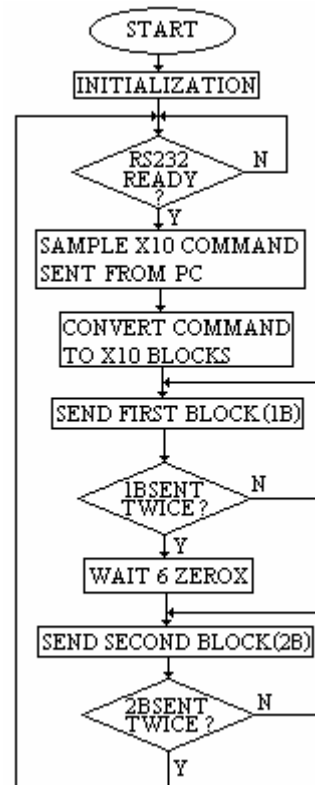 START
INITIALIZATION
RS232
READY
?
N
Y
SAMPLE X10 COMMAND
SENT FROM PC
CONVERT COMMAND
TO X10 BLOCKS
SEND FIRST BLOCK(1B)
1BSENT
TWICE ?
N
Y
WAIT 6 ZEROX
SEND SECOND BLOCK(2B)
2BSENT
TWICE ?
N
Y